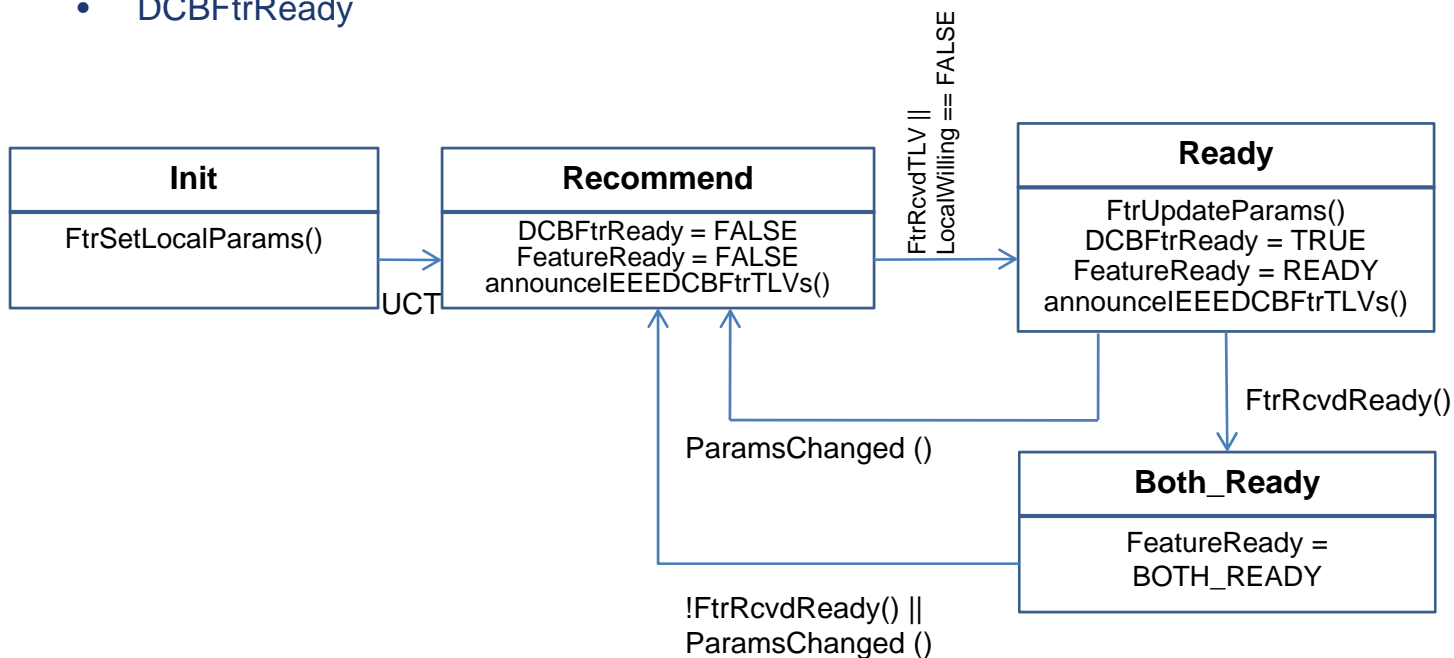 • DCBFtrReady
Init
FtrSetLocalParams()
UCT
Recommend
DCBFtrReady = FALSE
FeatureReady = FALSE
announceIEEEDCBFtrTLVs()
FtrRcvdTLV ||
LocalWilling == FALSE
Ready
FtrUpdateParams()
DCBFtrReady = TRUE
FeatureReady = READY
announceIEEEDCBFtrTLVs()
FtrRcvdReady()
ParamsChanged ()
Both_Ready
FeatureReady =
BOTH_READY
!FtrRcvdReady() ||
ParamsChanged ()